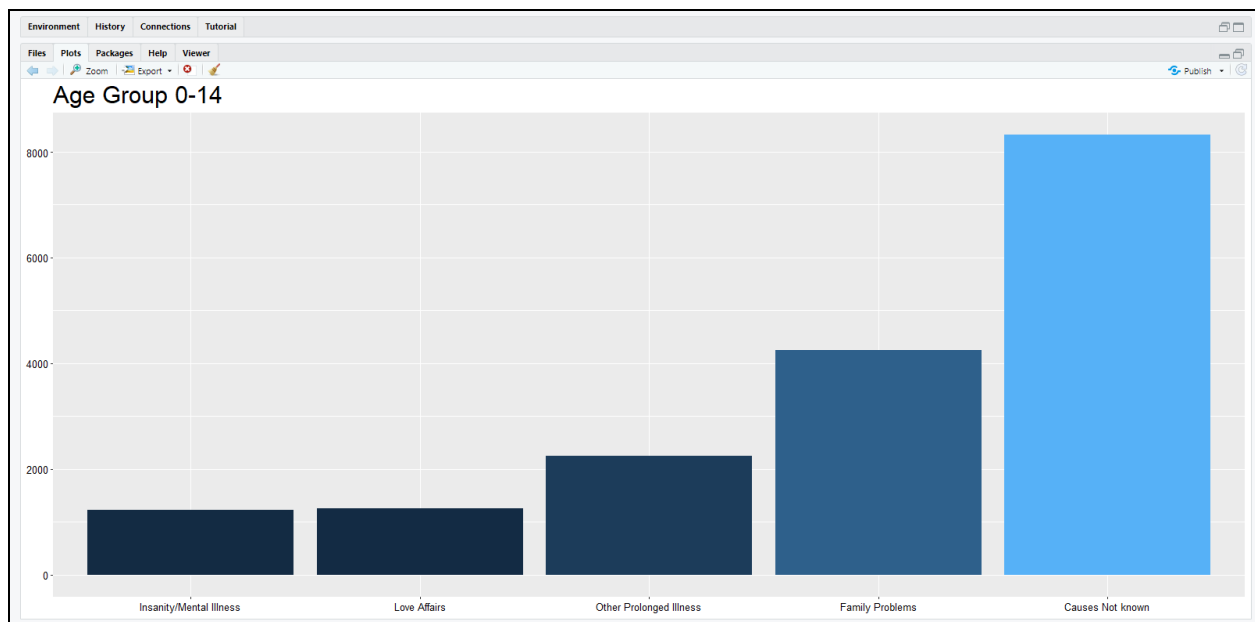 Environment History Connections Tutorial
Files Plots Packages Help Viewer
Zoom Export Publish
Age Group 0-14
8000
6000
4000
2000
0
Insanity/Mental Illness Love Affairs Other Prolonged Illness Family Problems Causes Not known